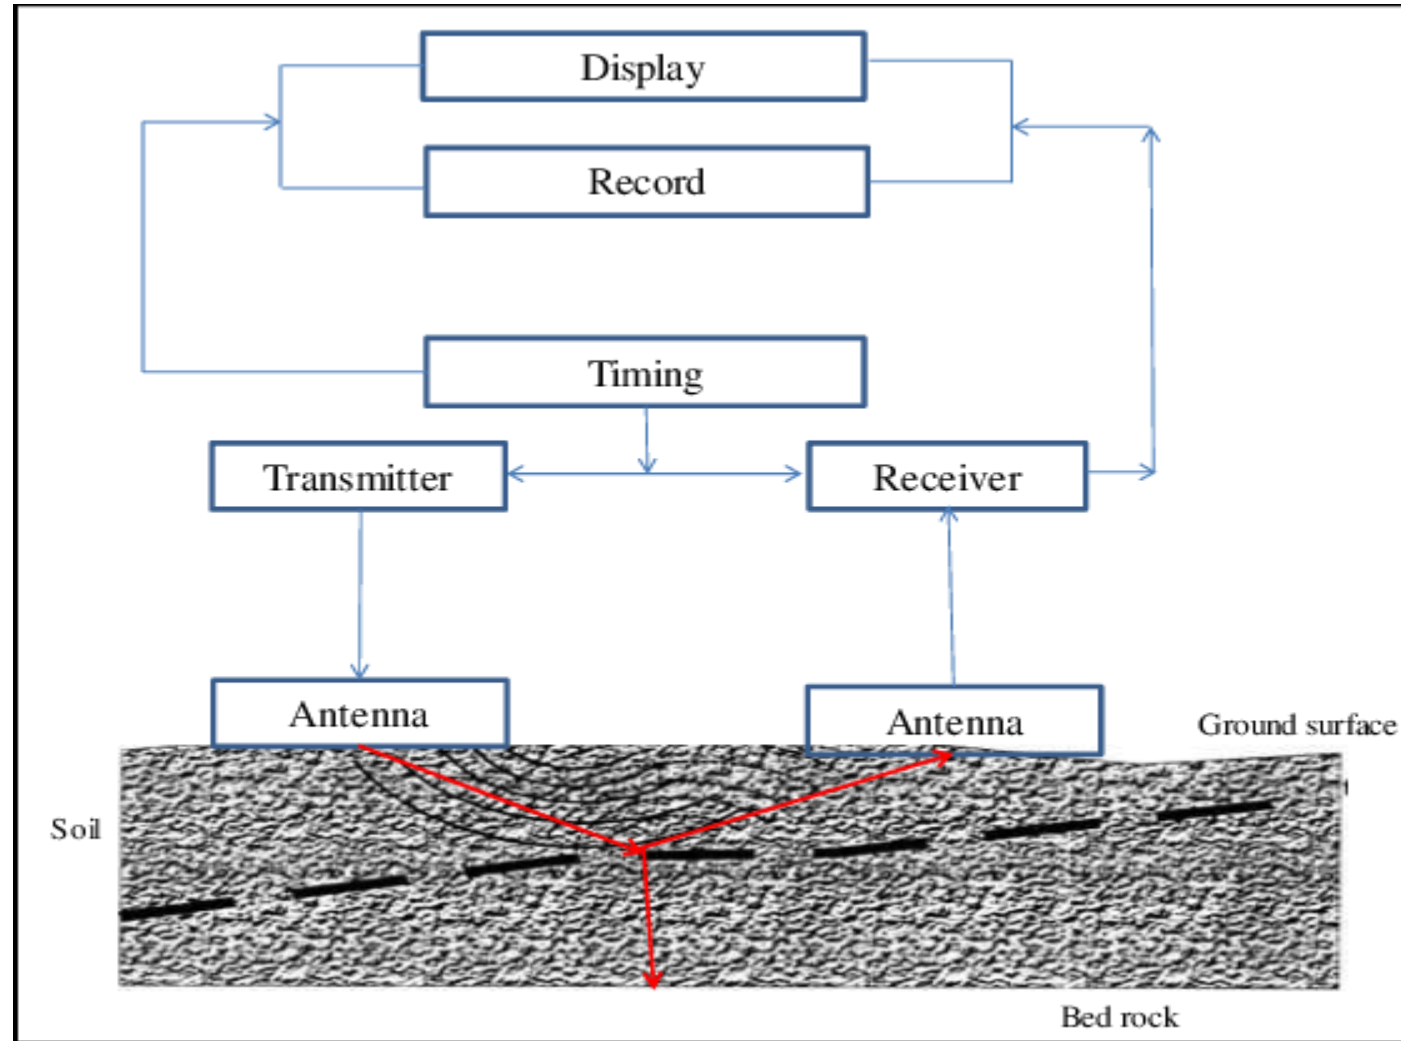 Display
Record
Timing
Transmitter
Receiver
Antenna
Antenna
Ground surface
Soil
Bed rock